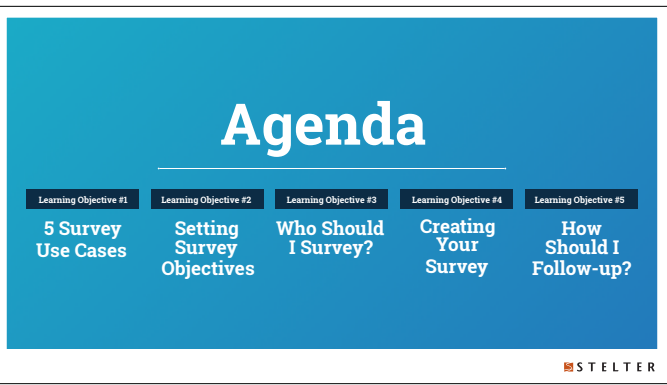 Agenda
Learning Objective #1
5 Survey
Use Cases
Learning Objective #2
Setting
Survey
Objectives
Learning Objective #3
Who Should
I Survey?
Learning Objective #4
Creating
Your
Survey
Learning Objective #5
How
Should I
Follow-up?
STELTER